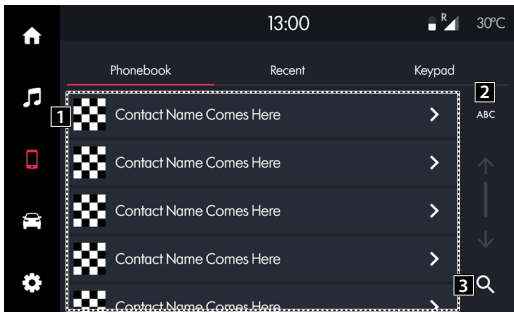 13:00 R 30°C
Phonebook Recent Keypad
2
1 Contact Name Comes Here ABC
Contact Name Comes Here
Contact Name Comes Here
Contact Name Comes Here
3
Contact Name Comes Here